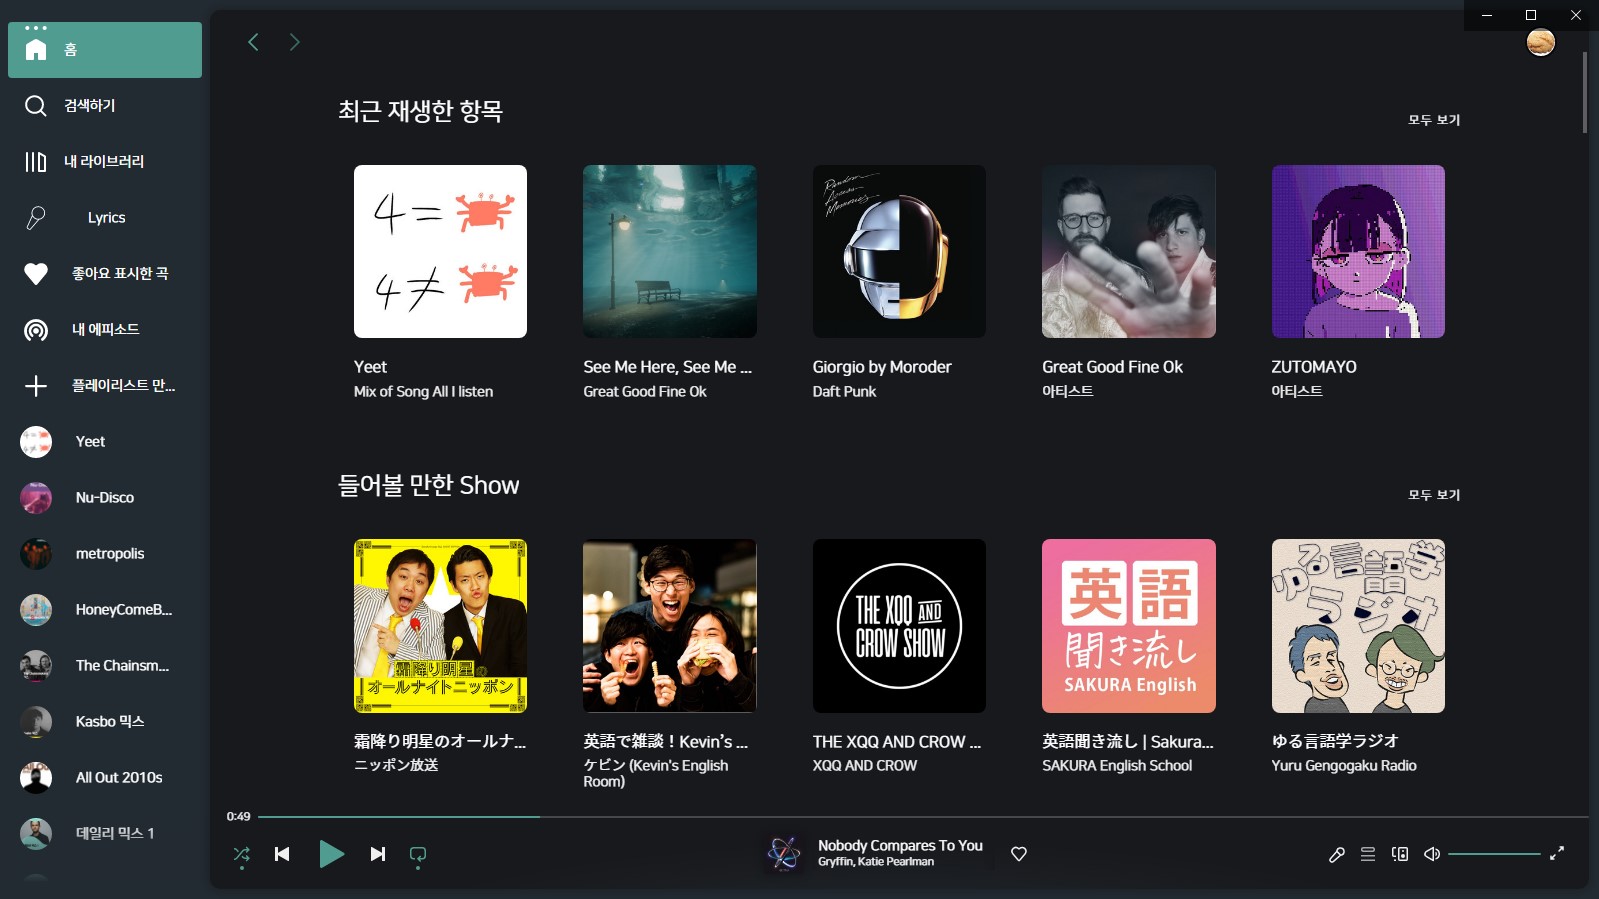 홈
검색하기
내 라이브러리
Lyrics
좋아요 표시한 곡
내 에피소드
플레이리스트 만...
Yeet
Nu-Disco
metropolis
HoneyComeB...
The Chainsm...
Kasbo 믹스
All Out 2010s
데일리 믹스 1
최근 재생한 항목
모두 보기
4 =
4 ≠
Random
Access
Memories
Yeet
Mix of Song All I listen
See Me Here, See Me ...
Great Good Fine Ok
Giorgio by Moroder
Daft Punk
Great Good Fine Ok
아티스트
ZUTOMAYO
아티스트
들어볼 만한 Show
모두 보기
霜降り明星の
オールナイトニッポン
THE XQQ AND
CROW SHOW
英語
聞き流し
SAKURA English
ゆる言語学
ラジオ
霜降り明星のオールナ...
ニッポン放送
英語で雑談！Kevin's ...
ケビン (Kevin's English
Room)
THE XQQ AND CROW ...
XQQ AND CROW
英語聞き流し | Sakura...
SAKURA English School
ゆる言語学ラジオ
Yuru Gengogaku Radio
0:49
Nobody Compares To You
Gryffin, Katie Pearlman